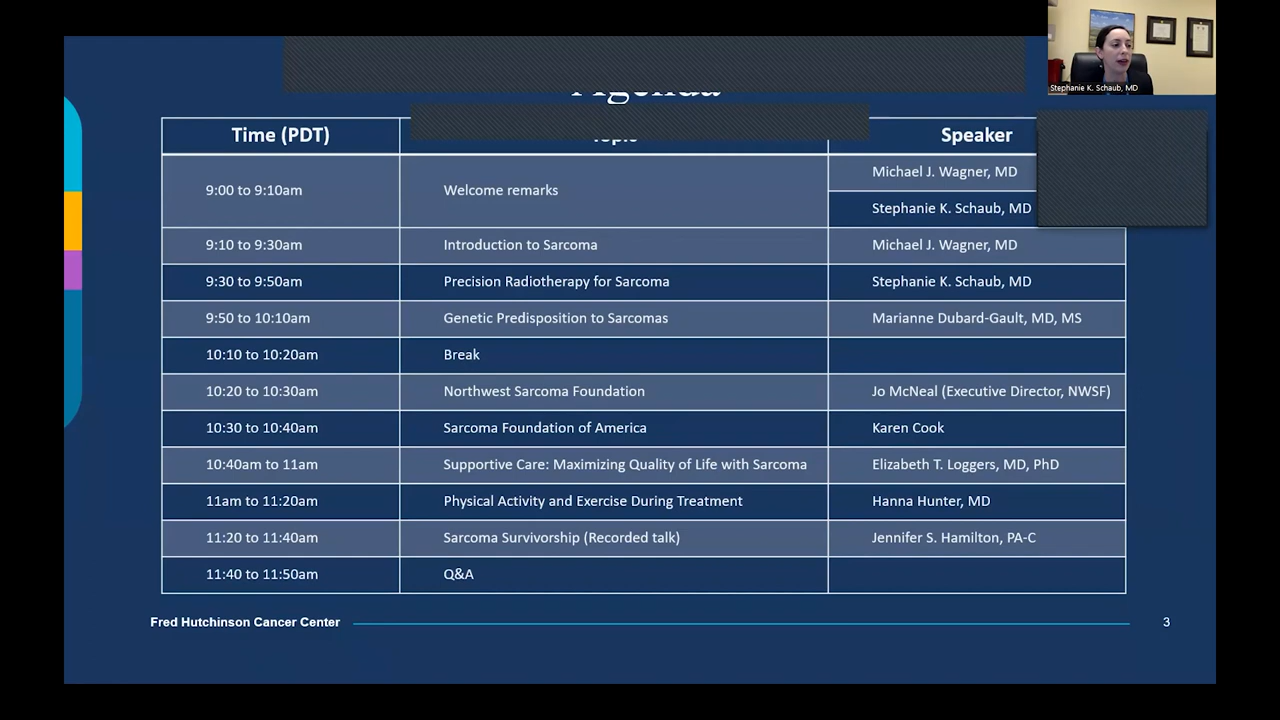 Stephanie K. Schaub, MD
Agenda
Time (PDT) Topic Speaker
9:00 to 9:10am Welcome remarks Michael J. Wagner, MD
Stephanie K. Schaub, MD
9:10 to 9:30am Introduction to Sarcoma Michael J. Wagner, MD
9:30 to 9:50am Precision Radiotherapy for Sarcoma Stephanie K. Schaub, MD
9:50 to 10:10am Genetic Predisposition to Sarcomas Marianne Dubard-Gault, MD, MS
10:10 to 10:20am Break
10:20 to 10:30am Northwest Sarcoma Foundation Jo McNeal (Executive Director, NWSF)
10:30 to 10:40am Sarcoma Foundation of America Karen Cook
10:40am to 11am Supportive Care: Maximizing Quality of Life with Sarcoma Elizabeth T. Loggers, MD, PhD
11am to 11:20am Physical Activity and Exercise During Treatment Hanna Hunter, MD
11:20 to 11:40am Sarcoma Survivorship (Recorded talk) Jennifer S. Hamilton, PA-C
11:40 to 11:50am Q&A
Fred Hutchinson Cancer Center 3